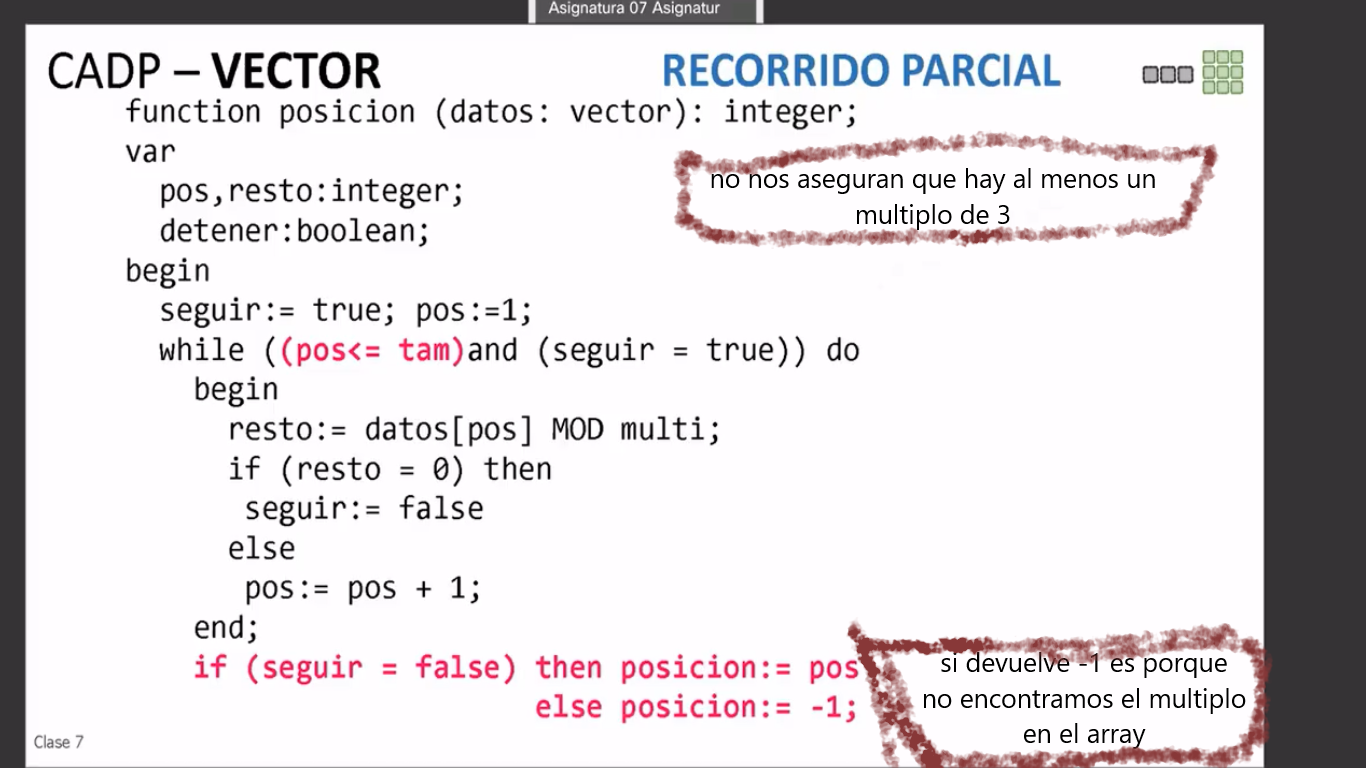 Asignatura 07 Asignatur
CADP – VECTOR
RECORRIDO PARCIAL
function posicion (datos: vector): integer;
var
pos,resto:integer;
detener:boolean;
no nos aseguran que hay al menos un
multiplo de 3
begin
seguir:= true; pos:=1;
while ((pos<= tam)and (seguir = true)) do
begin
resto:= datos[pos] MOD multi;
if (resto = 0) then
seguir:= false
else
pos:= pos + 1;
end;
if (seguir = false) then posicion:= pos
else posicion:= -1;
si devuelve -1 es porque
no encontramos el multiplo
en el array
Clase 7